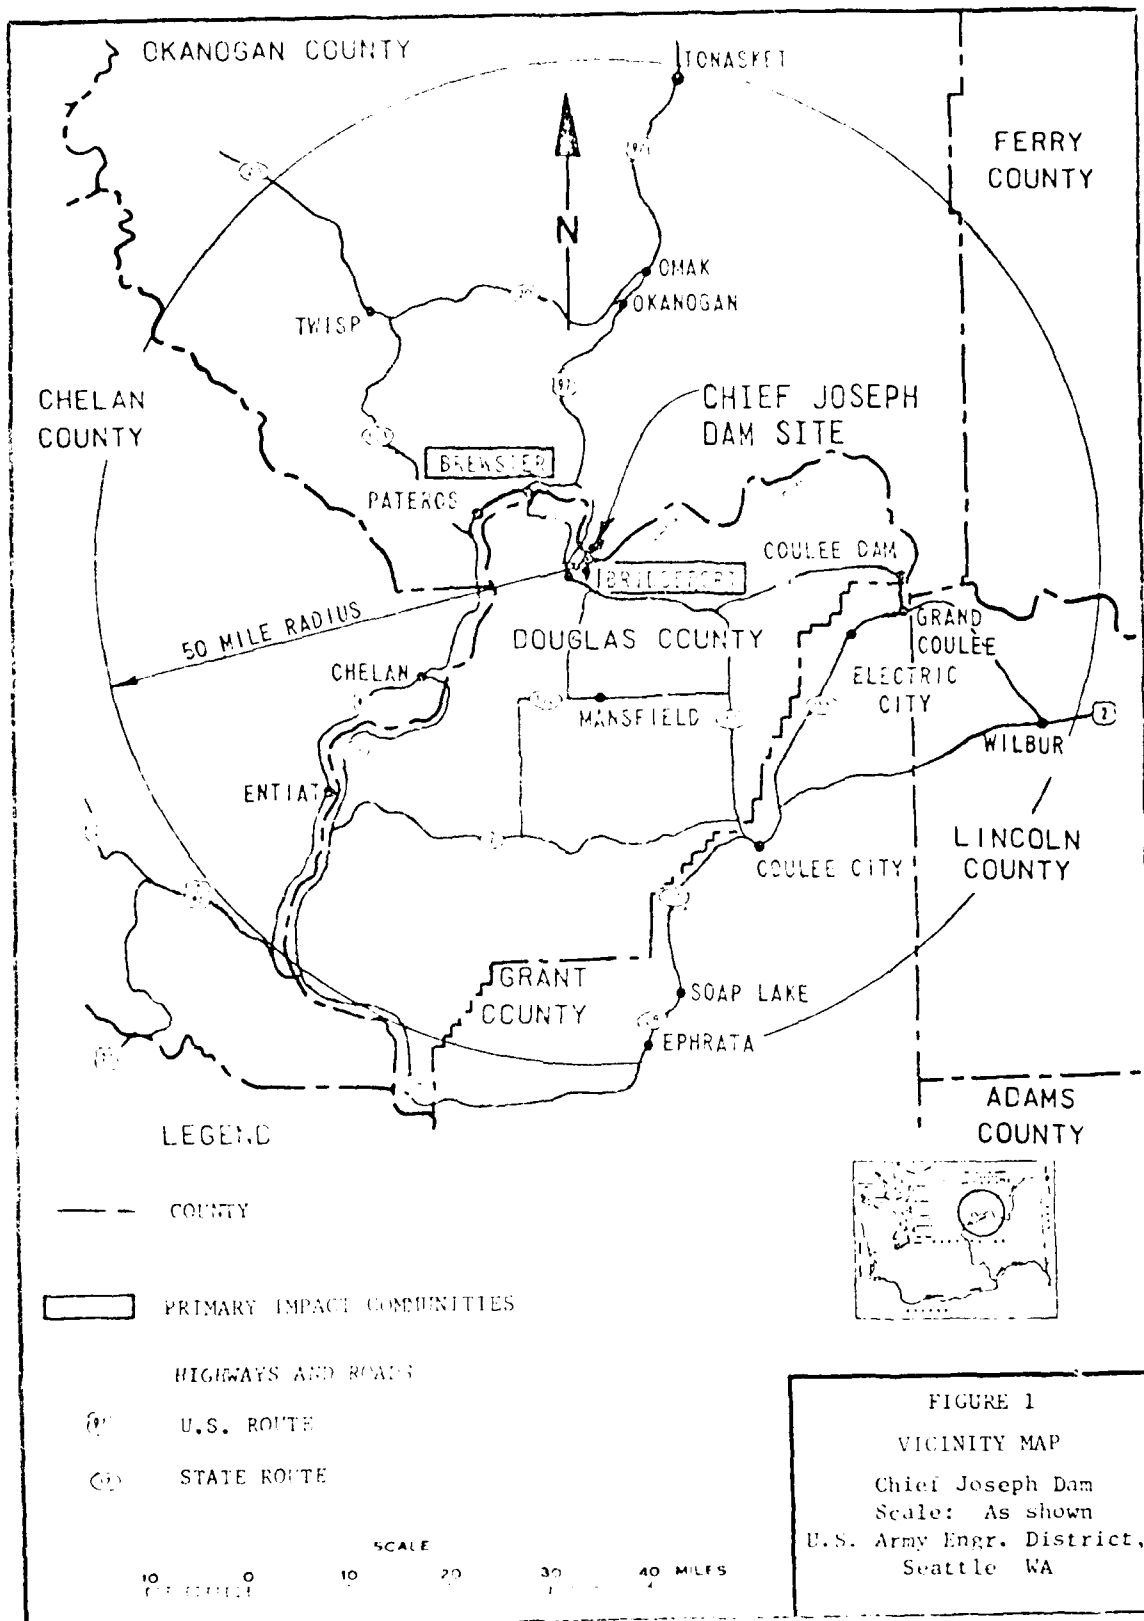 OKANOGAN COUNTY
TONASKET
FERRY
COUNTY
N
OMAK
OKANOGAN
TWISP
97
CHELAN
COUNTY
CHIEF JOSEPH
DAM SITE
BREWSTER
PATEROS
COULEE DAM
BRIDGEPORT
50 MILE RADIUS
DOUGLAS COUNTY
GRAND
COULEE
CHELAN
ELECTRIC
CITY
MANSFIELD
2
WILBUR
ENTIAT
2
LINCOLN
COUNTY
COULEE CITY
GRANT
COUNTY
SOAP LAKE
EPHRATA
ADAMS
COUNTY
LEGEND
COUNTY
PRIMARY IMPACT COMMUNITIES
HIGHWAYS AND ROADS
U.S. ROUTE
STATE ROUTE
SCALE
10 0 10 20 30 40 MILES
FIGURE 1
VICINITY MAP
Chief Joseph Dam
Scale: As shown
U.S. Army Engr. District,
Seattle WA